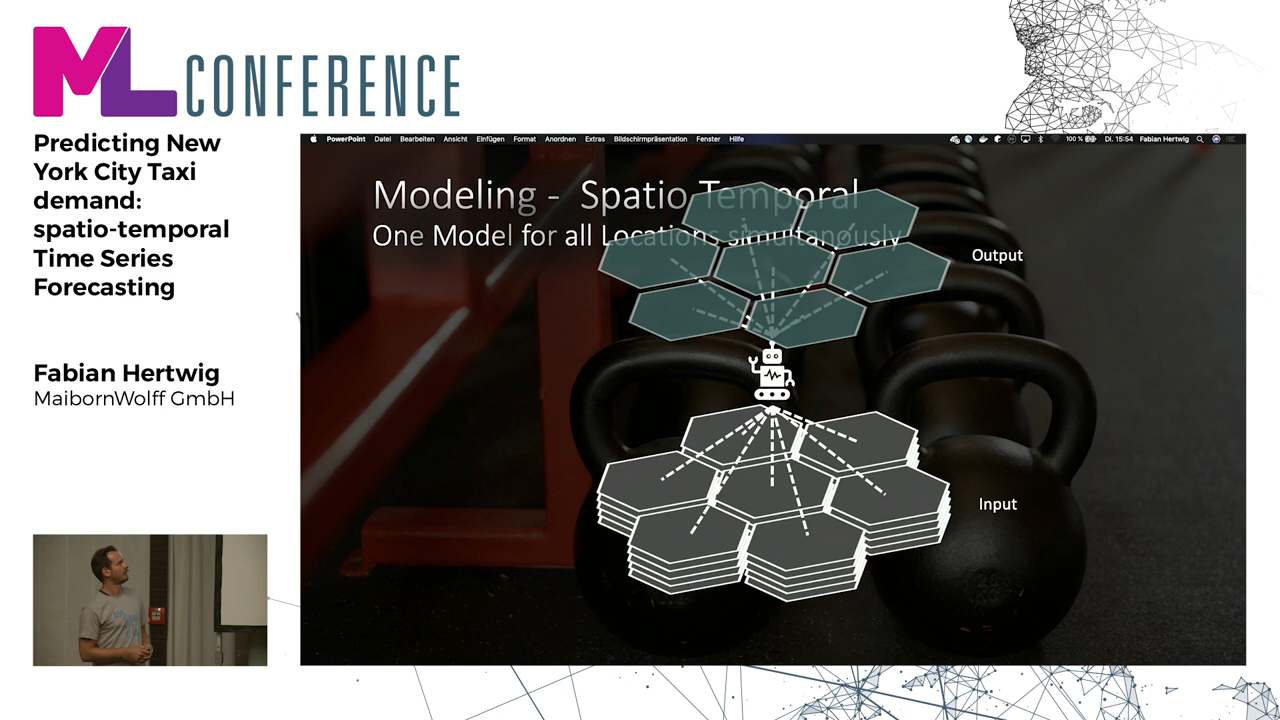 ML CONFERENCE
Predicting New
York City Taxi
demand:
spatio-temporal
Time Series
Forecasting
Fabian Hertwig
MaibornWolff GmbH
PowerPoint Datei Bearbeiten Ansicht Einfügen Format Anordnen Extras Bildschirmpräsentation Fenster Hilfe
100 % Di. 15:54 Fabian Hertwig
Modeling - Spatio Temporal
One Model for all Locations simultanously
Output
Input